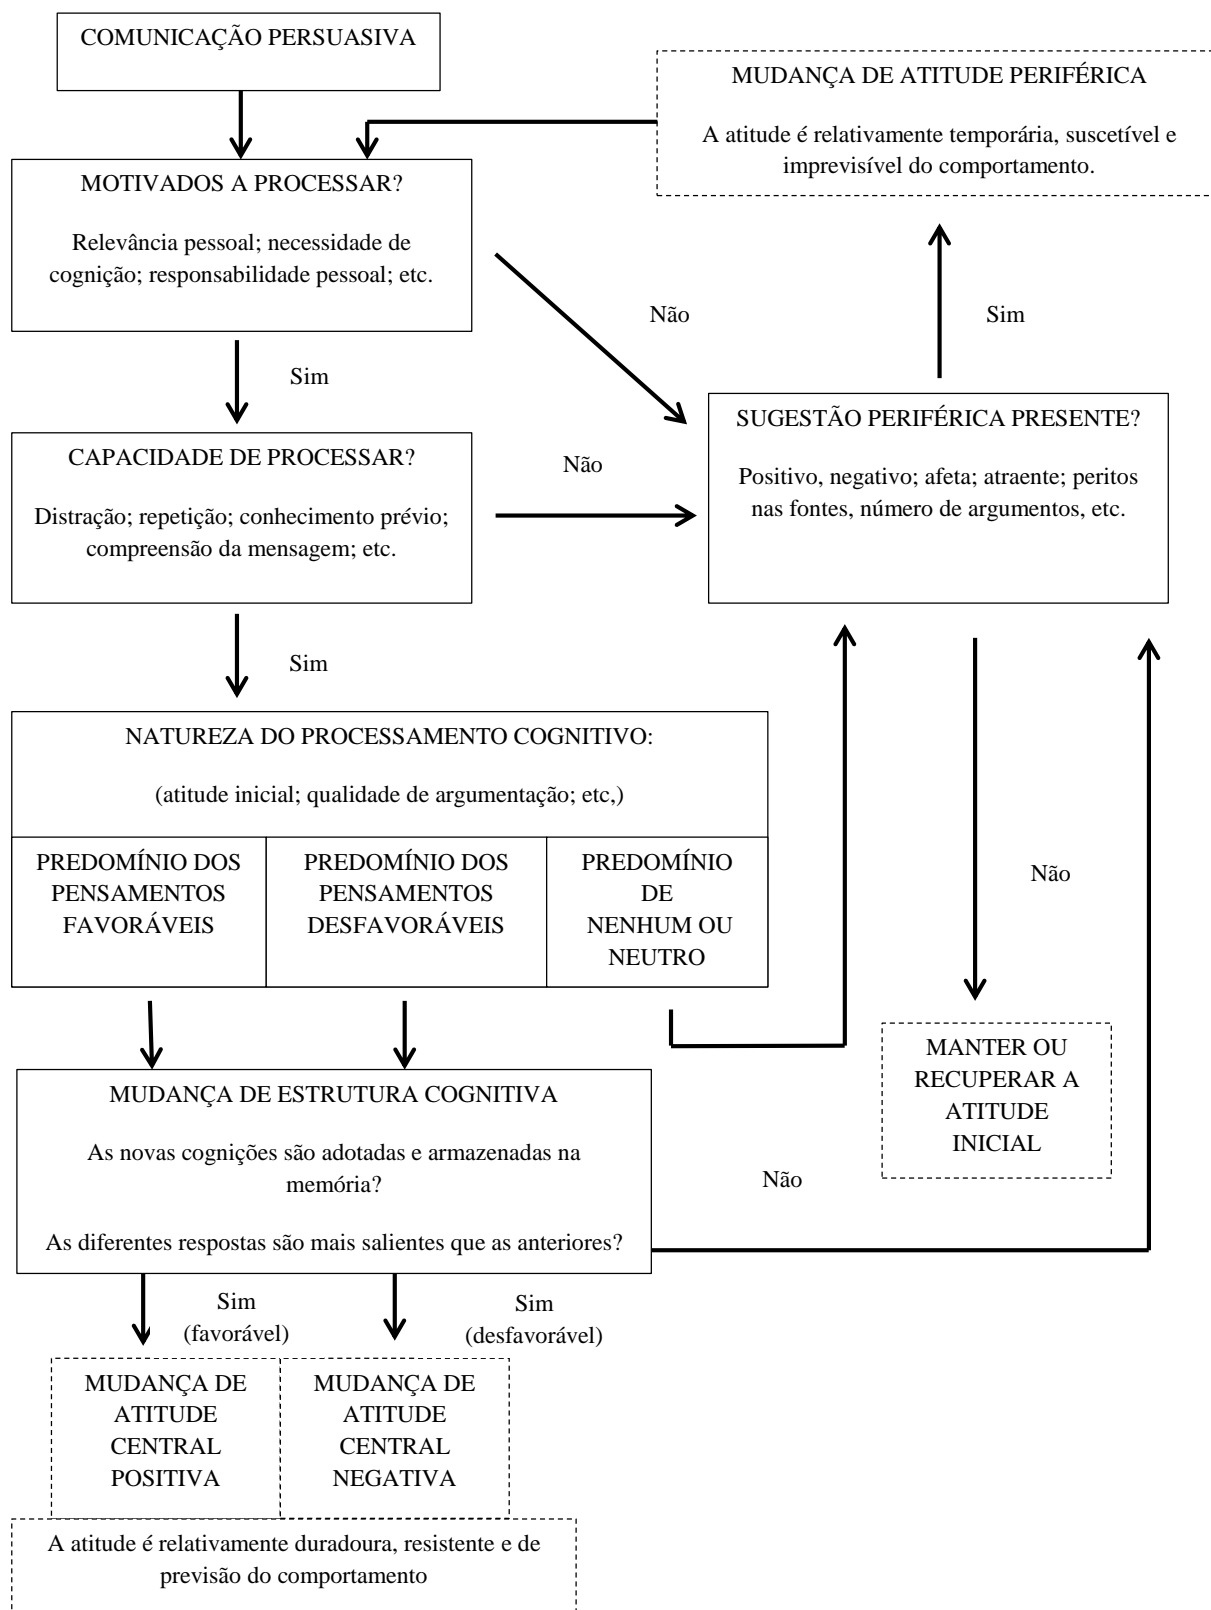 COMUNICAÇÃO PERSUASIVA
MUDANÇA DE ATITUDE PERIFÉRICA
A atitude é relativamente temporária, suscetível e
imprevisível do comportamento.
MOTIVADOS A PROCESSAR?
Relevância pessoal; necessidade de
cognição; responsabilidade pessoal; etc.
Não
Sim
Sim
SUGESTÃO PERIFÉRICA PRESENTE?
Positivo, negativo; afeta; atraente; peritos
nas fontes, número de argumentos, etc.
CAPACIDADE DE PROCESSAR?
Distração; repetição; conhecimento prévio;
compreensão da mensagem; etc.
Não
Sim
NATUREZA DO PROCESSAMENTO COGNITIVO:
(atitude inicial; qualidade de argumentação; etc,)
PREDOMÍNIO DOS
PENSAMENTOS
FAVORÁVEIS
PREDOMÍNIO DOS
PENSAMENTOS
DESFAVORÁVEIS
PREDOMÍNIO
DE
NENHUM OU
NEUTRO
Não
MANTER OU
RECUPERAR A
ATITUDE
INICIAL
MUDANÇA DE ESTRUTURA COGNITIVA
As novas cognições são adotadas e armazenadas na
memória?
As diferentes respostas são mais salientes que as anteriores?
Não
Sim
(favorável)
Sim
(desfavorável)
MUDANÇA DE
ATITUDE
CENTRAL
POSITIVA
MUDANÇA DE
ATITUDE
CENTRAL
NEGATIVA
A atitude é relativamente duradoura, resistente e de
previsão do comportamento